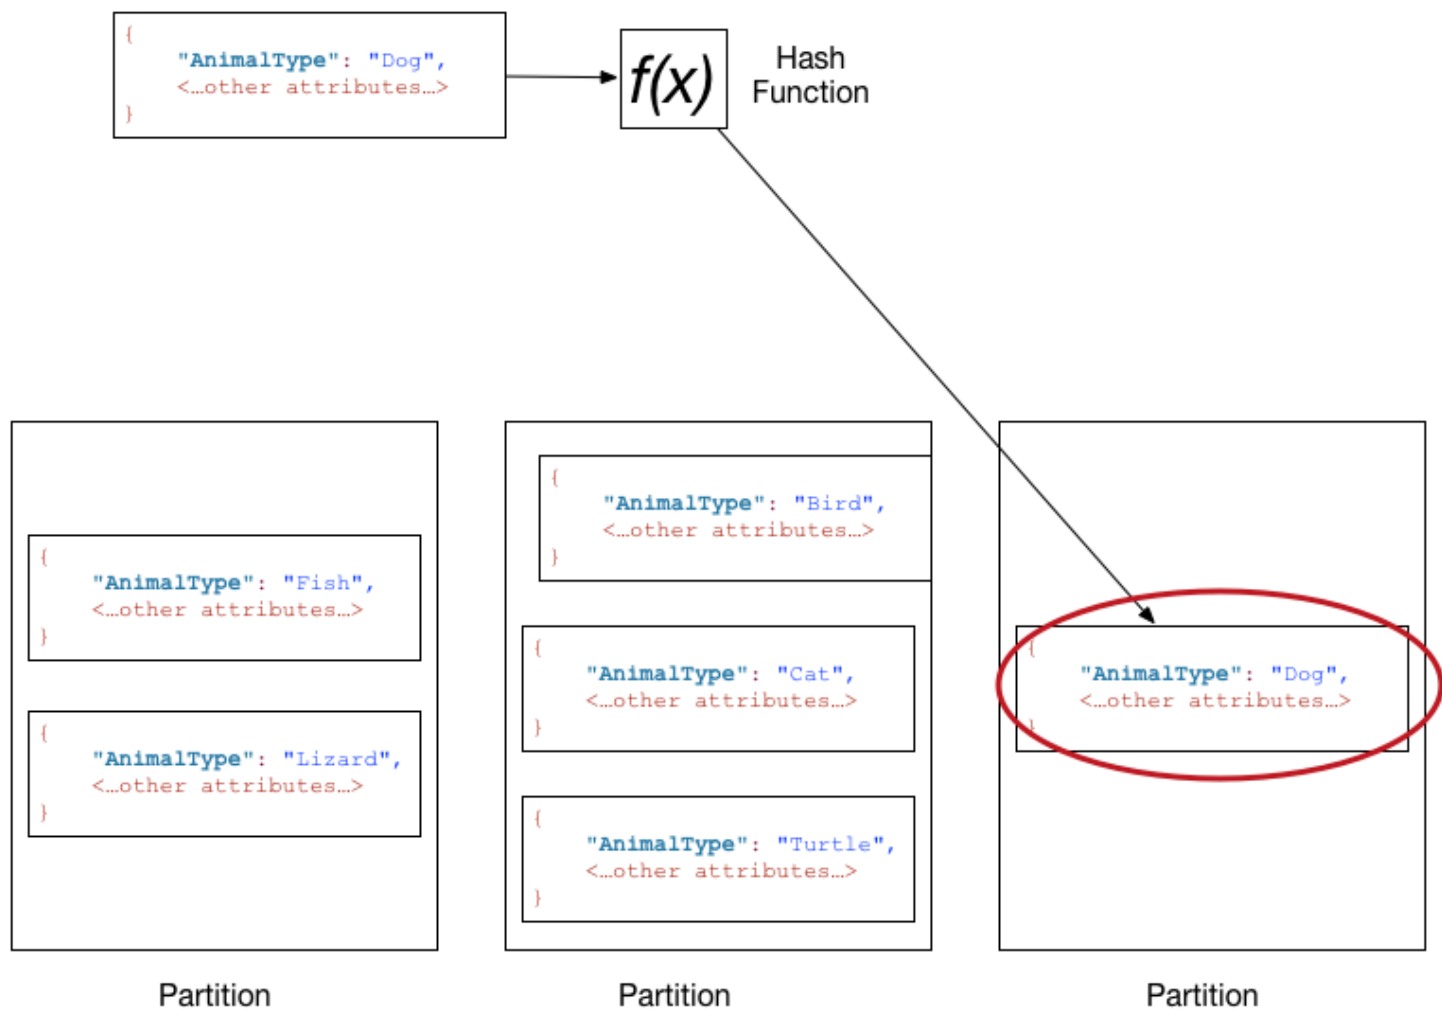 {
"AnimalType": "Dog",
<…other attributes…>
}
f(x)
Hash
Function
{
"AnimalType": "Fish",
<…other attributes…>
}
{
"AnimalType": "Lizard",
<…other attributes…>
}
Partition
{
"AnimalType": "Bird",
<…other attributes…>
}
{
"AnimalType": "Cat",
<…other attributes…>
}
{
"AnimalType": "Turtle",
<…other attributes…>
}
Partition
{
"AnimalType": "Dog",
<…other attributes…>
}
Partition